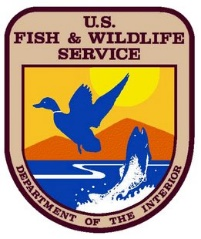 U.S.
FISH & WILDLIFE
SERVICE
DEPARTMENT OF THE INTERIOR